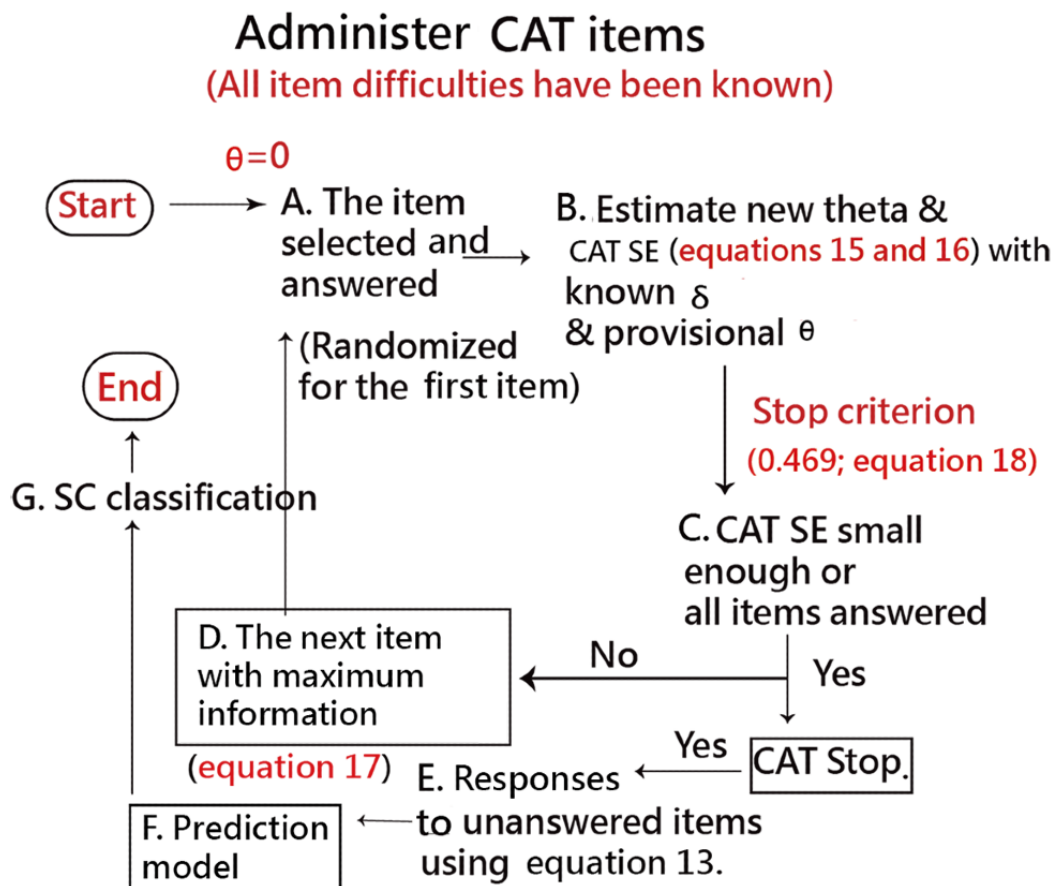 Administer CAT items
(All item difficulties have been known)
θ=0
Start
A. The item
selected and
answered
(Randomized
for the first item)
B. Estimate new theta &
CAT SE (equations 15 and 16) with
known δ
& provisional θ
Stop criterion
(0.469; equation 18)
C. CAT SE small
enough or
all items answered
No
Yes
D. The next item
with maximum
information
(equation 17)
CAT Stop.
Yes
E. Responses
to unanswered items
using equation 13.
F. Prediction
model
G. SC classification
End